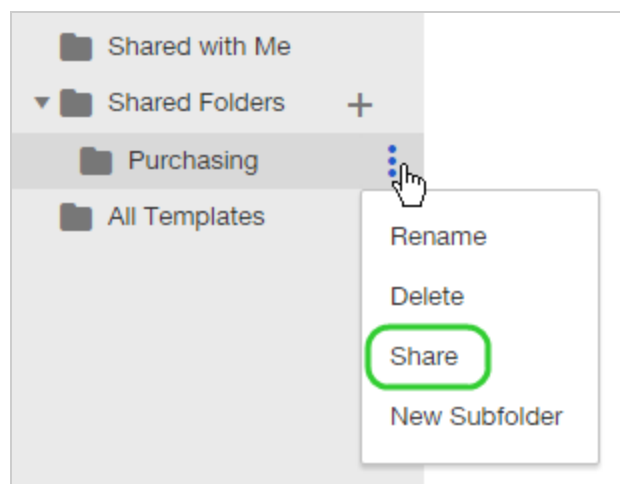 Shared with Me
Shared Folders
Purchasing
All Templates
Rename
Delete
Share
New Subfolder